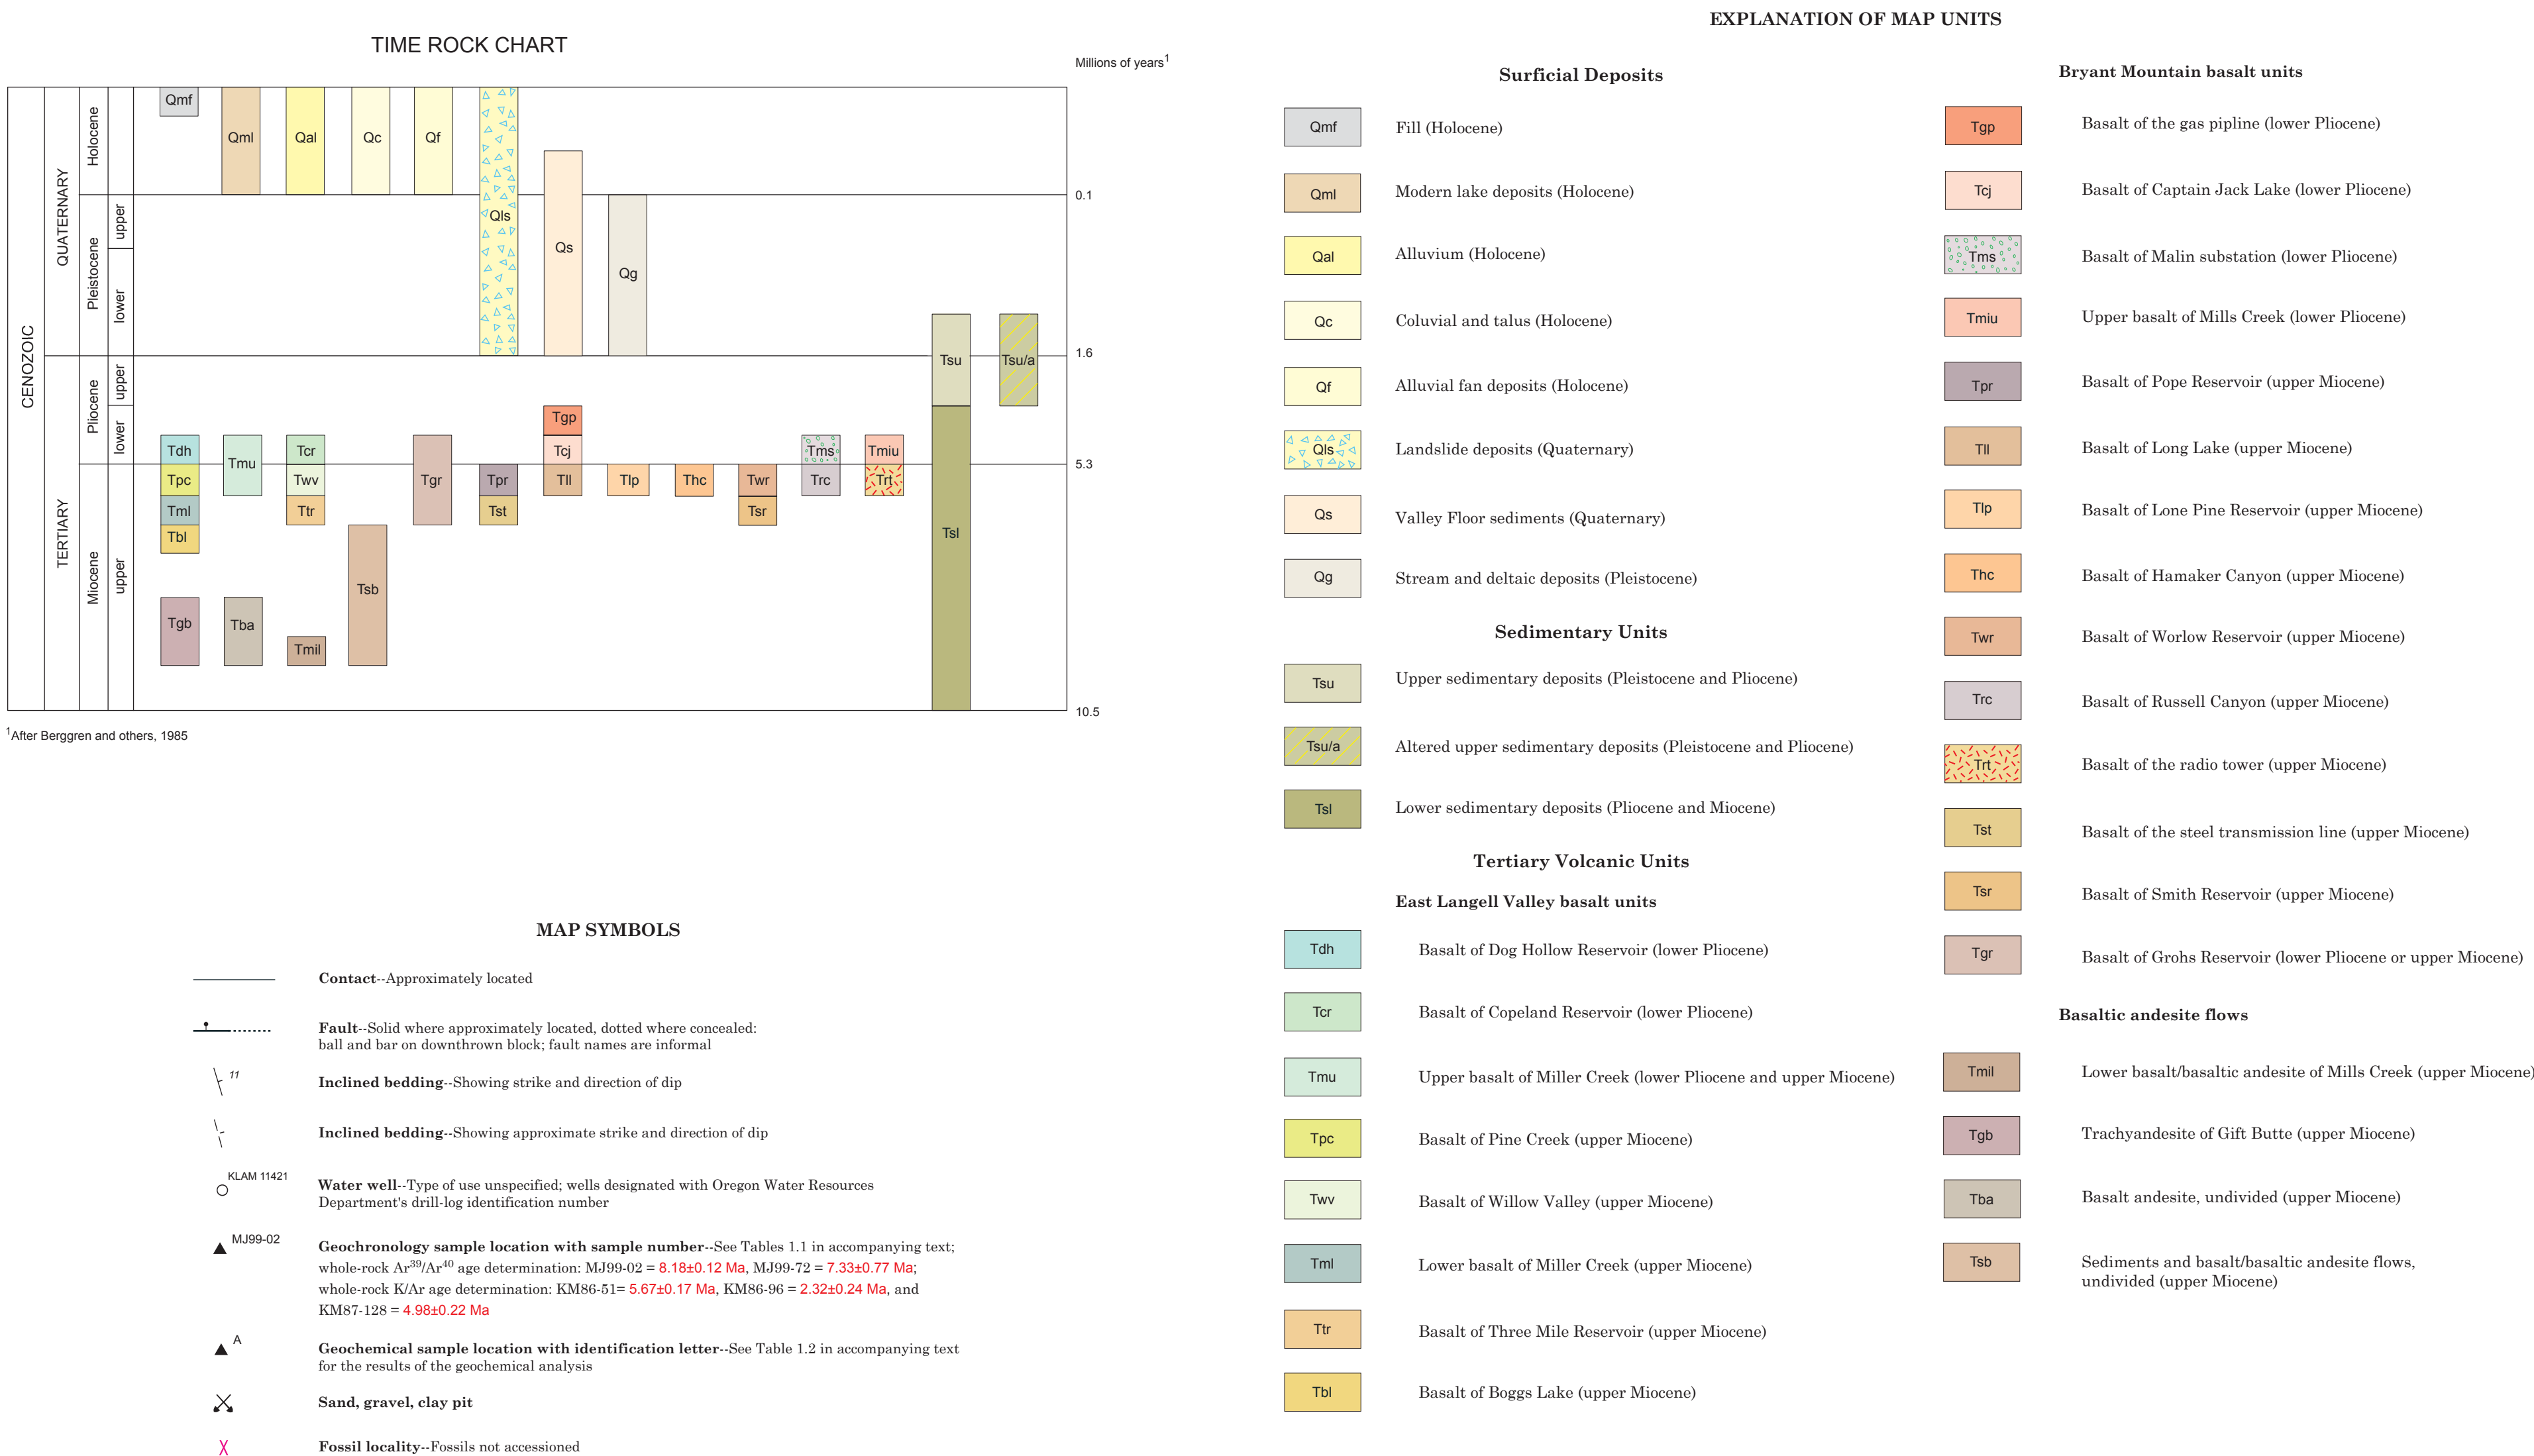 TIME ROCK CHART
Millions of years1
CENOZOIC
QUATERNARY
TERTIARY
Holocene
Pleistocene
Pliocene
Miocene
upper
lower
upper
lower
upper
0.1
1.6
5.3
10.5
Qmf
Qml
Qal
Qc
Qf
Qls
Qs
Qg
Tsu
Tsu/a
Tgp
Tdh
Tmu
Tcr
Tcj
Tms
Tmiu
Tpc
Twv
Tgr
Tpr
Tll
Tlp
Thc
Twr
Trc
Trt
Tml
Ttr
Tst
Tsr
Tsl
Tbl
Tsb
Tgb
Tba
Tmil
1After Berggren and others, 1985
MAP SYMBOLS
Contact--Approximately located
Fault--Solid where approximately located, dotted where concealed:
ball and bar on downthrown block; fault names are informal
11
Inclined bedding--Showing strike and direction of dip
Inclined bedding--Showing approximate strike and direction of dip
KLAM 11421
Water well--Type of use unspecified; wells designated with Oregon Water Resources
Department's drill-log identification number
MJ99-02
Geochronology sample location with sample number--See Tables 1.1 in accompanying text;
whole-rock Ar39/Ar40 age determination: MJ99-02 = 8.18±0.12 Ma, MJ99-72 = 7.33±0.77 Ma;
whole-rock K/Ar age determination: KM86-51= 5.67±0.17 Ma, KM86-96 = 2.32±0.24 Ma, and
KM87-128 = 4.98±0.22 Ma
A
Geochemical sample location with identification letter--See Table 1.2 in accompanying text
for the results of the geochemical analysis
Sand, gravel, clay pit
Fossil locality--Fossils not accessioned
EXPLANATION OF MAP UNITS
Surficial Deposits
Qmf Fill (Holocene)
Qml Modern lake deposits (Holocene)
Qal Alluvium (Holocene)
Qc Coluvial and talus (Holocene)
Qf Alluvial fan deposits (Holocene)
Qls Landslide deposits (Quaternary)
Qs Valley Floor sediments (Quaternary)
Qg Stream and deltaic deposits (Pleistocene)
Sedimentary Units
Tsu Upper sedimentary deposits (Pleistocene and Pliocene)
Tsu/a Altered upper sedimentary deposits (Pleistocene and Pliocene)
Tsl Lower sedimentary deposits (Pliocene and Miocene)
Tertiary Volcanic Units
East Langell Valley basalt units
Tdh Basalt of Dog Hollow Reservoir (lower Pliocene)
Tcr Basalt of Copeland Reservoir (lower Pliocene)
Tmu Upper basalt of Miller Creek (lower Pliocene and upper Miocene)
Tpc Basalt of Pine Creek (upper Miocene)
Twv Basalt of Willow Valley (upper Miocene)
Tml Lower basalt of Miller Creek (upper Miocene)
Ttr Basalt of Three Mile Reservoir (upper Miocene)
Tbl Basalt of Boggs Lake (upper Miocene)
Bryant Mountain basalt units
Tgp Basalt of the gas pipline (lower Pliocene)
Tcj Basalt of Captain Jack Lake (lower Pliocene)
Tms Basalt of Malin substation (lower Pliocene)
Tmiu Upper basalt of Mills Creek (lower Pliocene)
Tpr Basalt of Pope Reservoir (upper Miocene)
Tll Basalt of Long Lake (upper Miocene)
Tlp Basalt of Lone Pine Reservoir (upper Miocene)
Thc Basalt of Hamaker Canyon (upper Miocene)
Twr Basalt of Worlow Reservoir (upper Miocene)
Trc Basalt of Russell Canyon (upper Miocene)
Trt Basalt of the radio tower (upper Miocene)
Tst Basalt of the steel transmission line (upper Miocene)
Tsr Basalt of Smith Reservoir (upper Miocene)
Tgr Basalt of Grohs Reservoir (lower Pliocene or upper Miocene)
Basaltic andesite flows
Tmil Lower basalt/basaltic andesite of Mills Creek (upper Miocene)
Tgb Trachyandesite of Gift Butte (upper Miocene)
Tba Basalt andesite, undivided (upper Miocene)
Tsb Sediments and basalt/basaltic andesite flows,
undivided (upper Miocene)